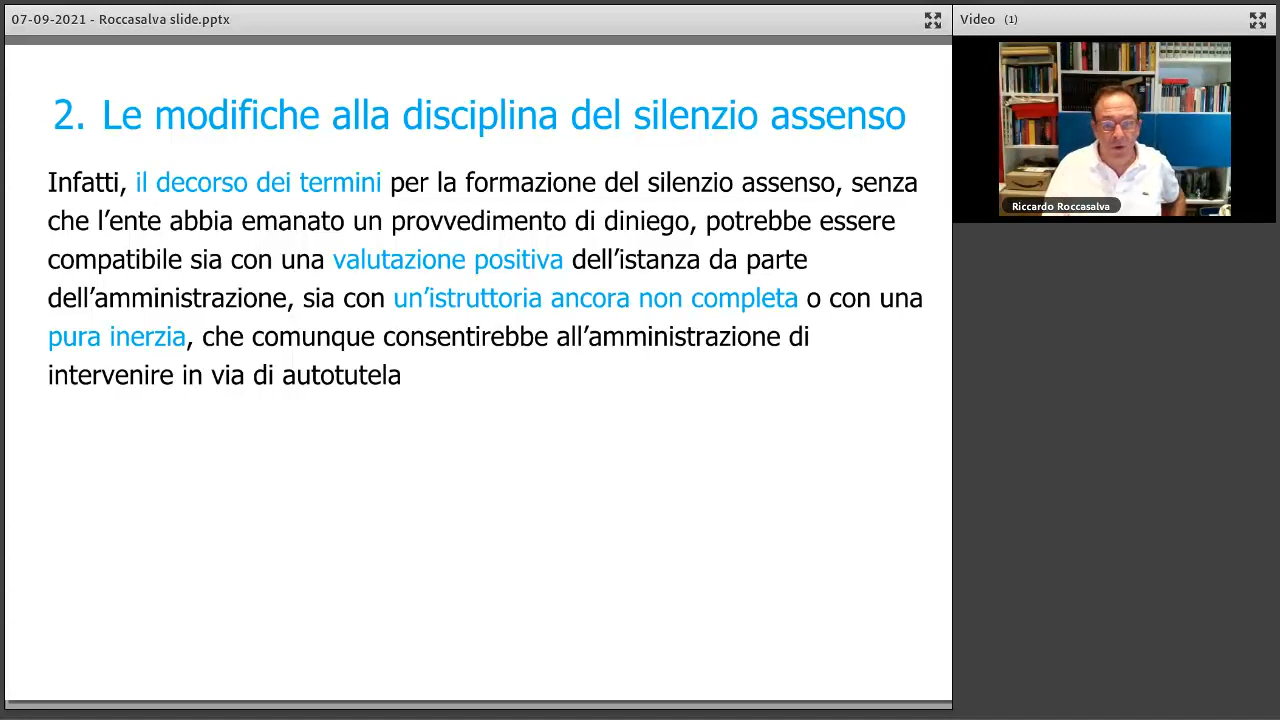 07-09-2021 - Roccasalva slide.pptx
Video (1)
2. Le modifiche alla disciplina del silenzio assenso
Infatti, il decorso dei termini per la formazione del silenzio assenso, senza
che l’ente abbia emanato un provvedimento di diniego, potrebbe essere
compatibile sia con una valutazione positiva dell’istanza da parte
dell’amministrazione, sia con un’istruttoria ancora non completa o con una
pura inerzia, che comunque consentirebbe all’amministrazione di
intervenire in via di autotutela
Riccardo Roccasalva